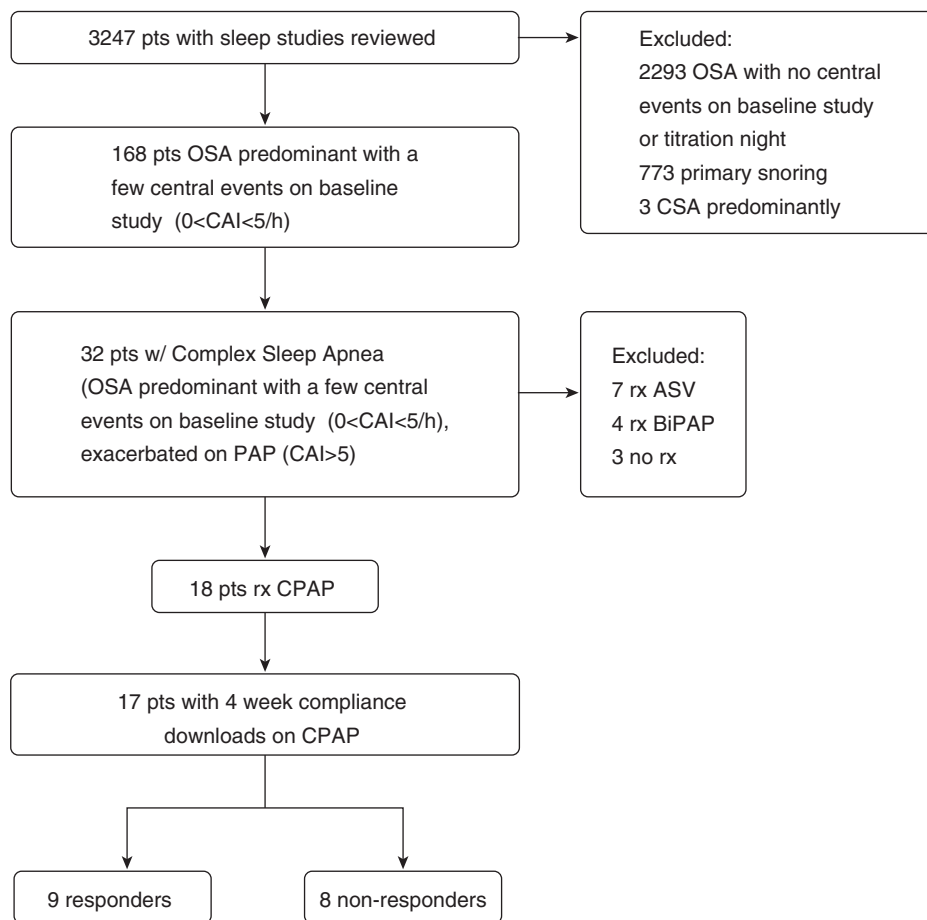 3247 pts with sleep studies reviewed
Excluded:
2293 OSA with no central
events on baseline study
or titration night
773 primary snoring
3 CSA predominantly
168 pts OSA predominant with a
few central events on baseline
study (0<CAI<5/h)
32 pts w/ Complex Sleep Apnea
(OSA predominant with a few central
events on baseline study (0<CAI<5/h),
exacerbated on PAP (CAI>5)
Excluded:
7 rx ASV
4 rx BiPAP
3 no rx
18 pts rx CPAP
17 pts with 4 week compliance
downloads on CPAP
9 responders
8 non-responders